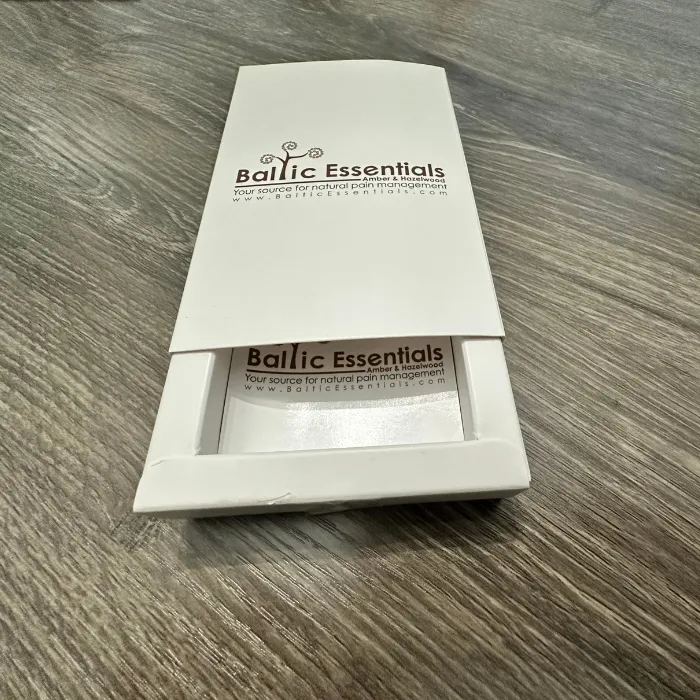 Baltic Essentials
Amber & Hazelwood
Your source for natural pain management
www.BalticEssentials.com
Baltic Essentials
Amber & Hazelwood
Your source for natural pain management
www.BalticEssentials.com